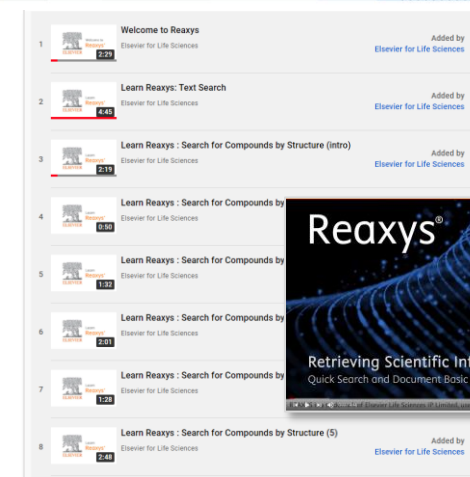 1
Welcome to Reaxys
Elsevier for Life Sciences
2:29
Added by
Elsevier for Life Sciences
2
Learn Reaxys: Text Search
Elsevier for Life Sciences
4:45
Added by
Elsevier for Life Sciences
3
Learn Reaxys : Search for Compounds by Structure (intro)
Elsevier for Life Sciences
2:19
Added by
Elsevier for Life Sciences
4
Learn Reaxys : Search for Compounds by
Elsevier for Life Sciences
0:50
5
Learn Reaxys : Search for Compounds by
Elsevier for Life Sciences
1:32
6
Learn Reaxys : Search for Compounds by
Elsevier for Life Sciences
2:01
7
Learn Reaxys : Search for Compounds by
Elsevier for Life Sciences
1:28
8
Learn Reaxys : Search for Compounds by Structure (5)
Elsevier for Life Sciences
2:48
Added by
Elsevier for Life Sciences
Reaxys®
Retrieving Scientific Inf
Quick Search and Document Basic
of Elsevier Life Sciences IP Limited,